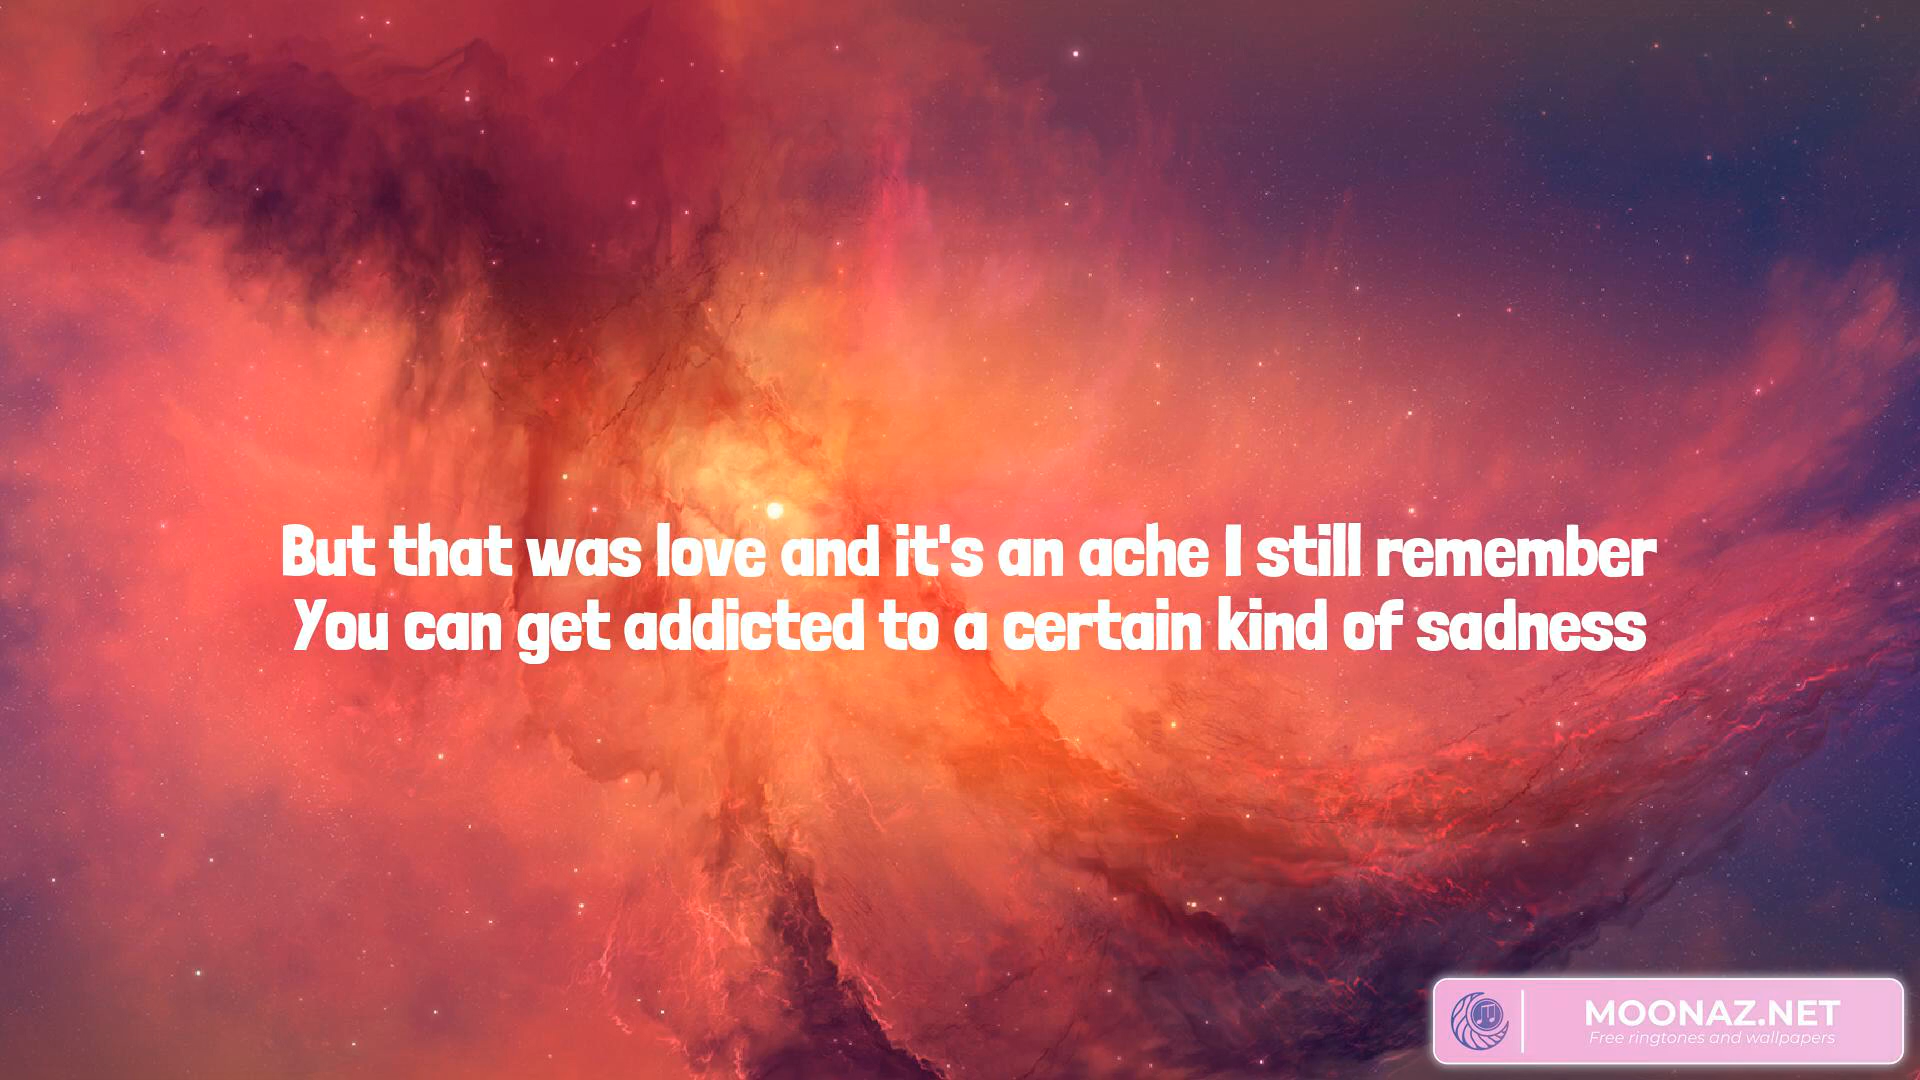 But that was love and it's an ache I still remember
You can get addicted to a certain kind of sadness
MOONAZ.NET
Free ringtones and wallpapers